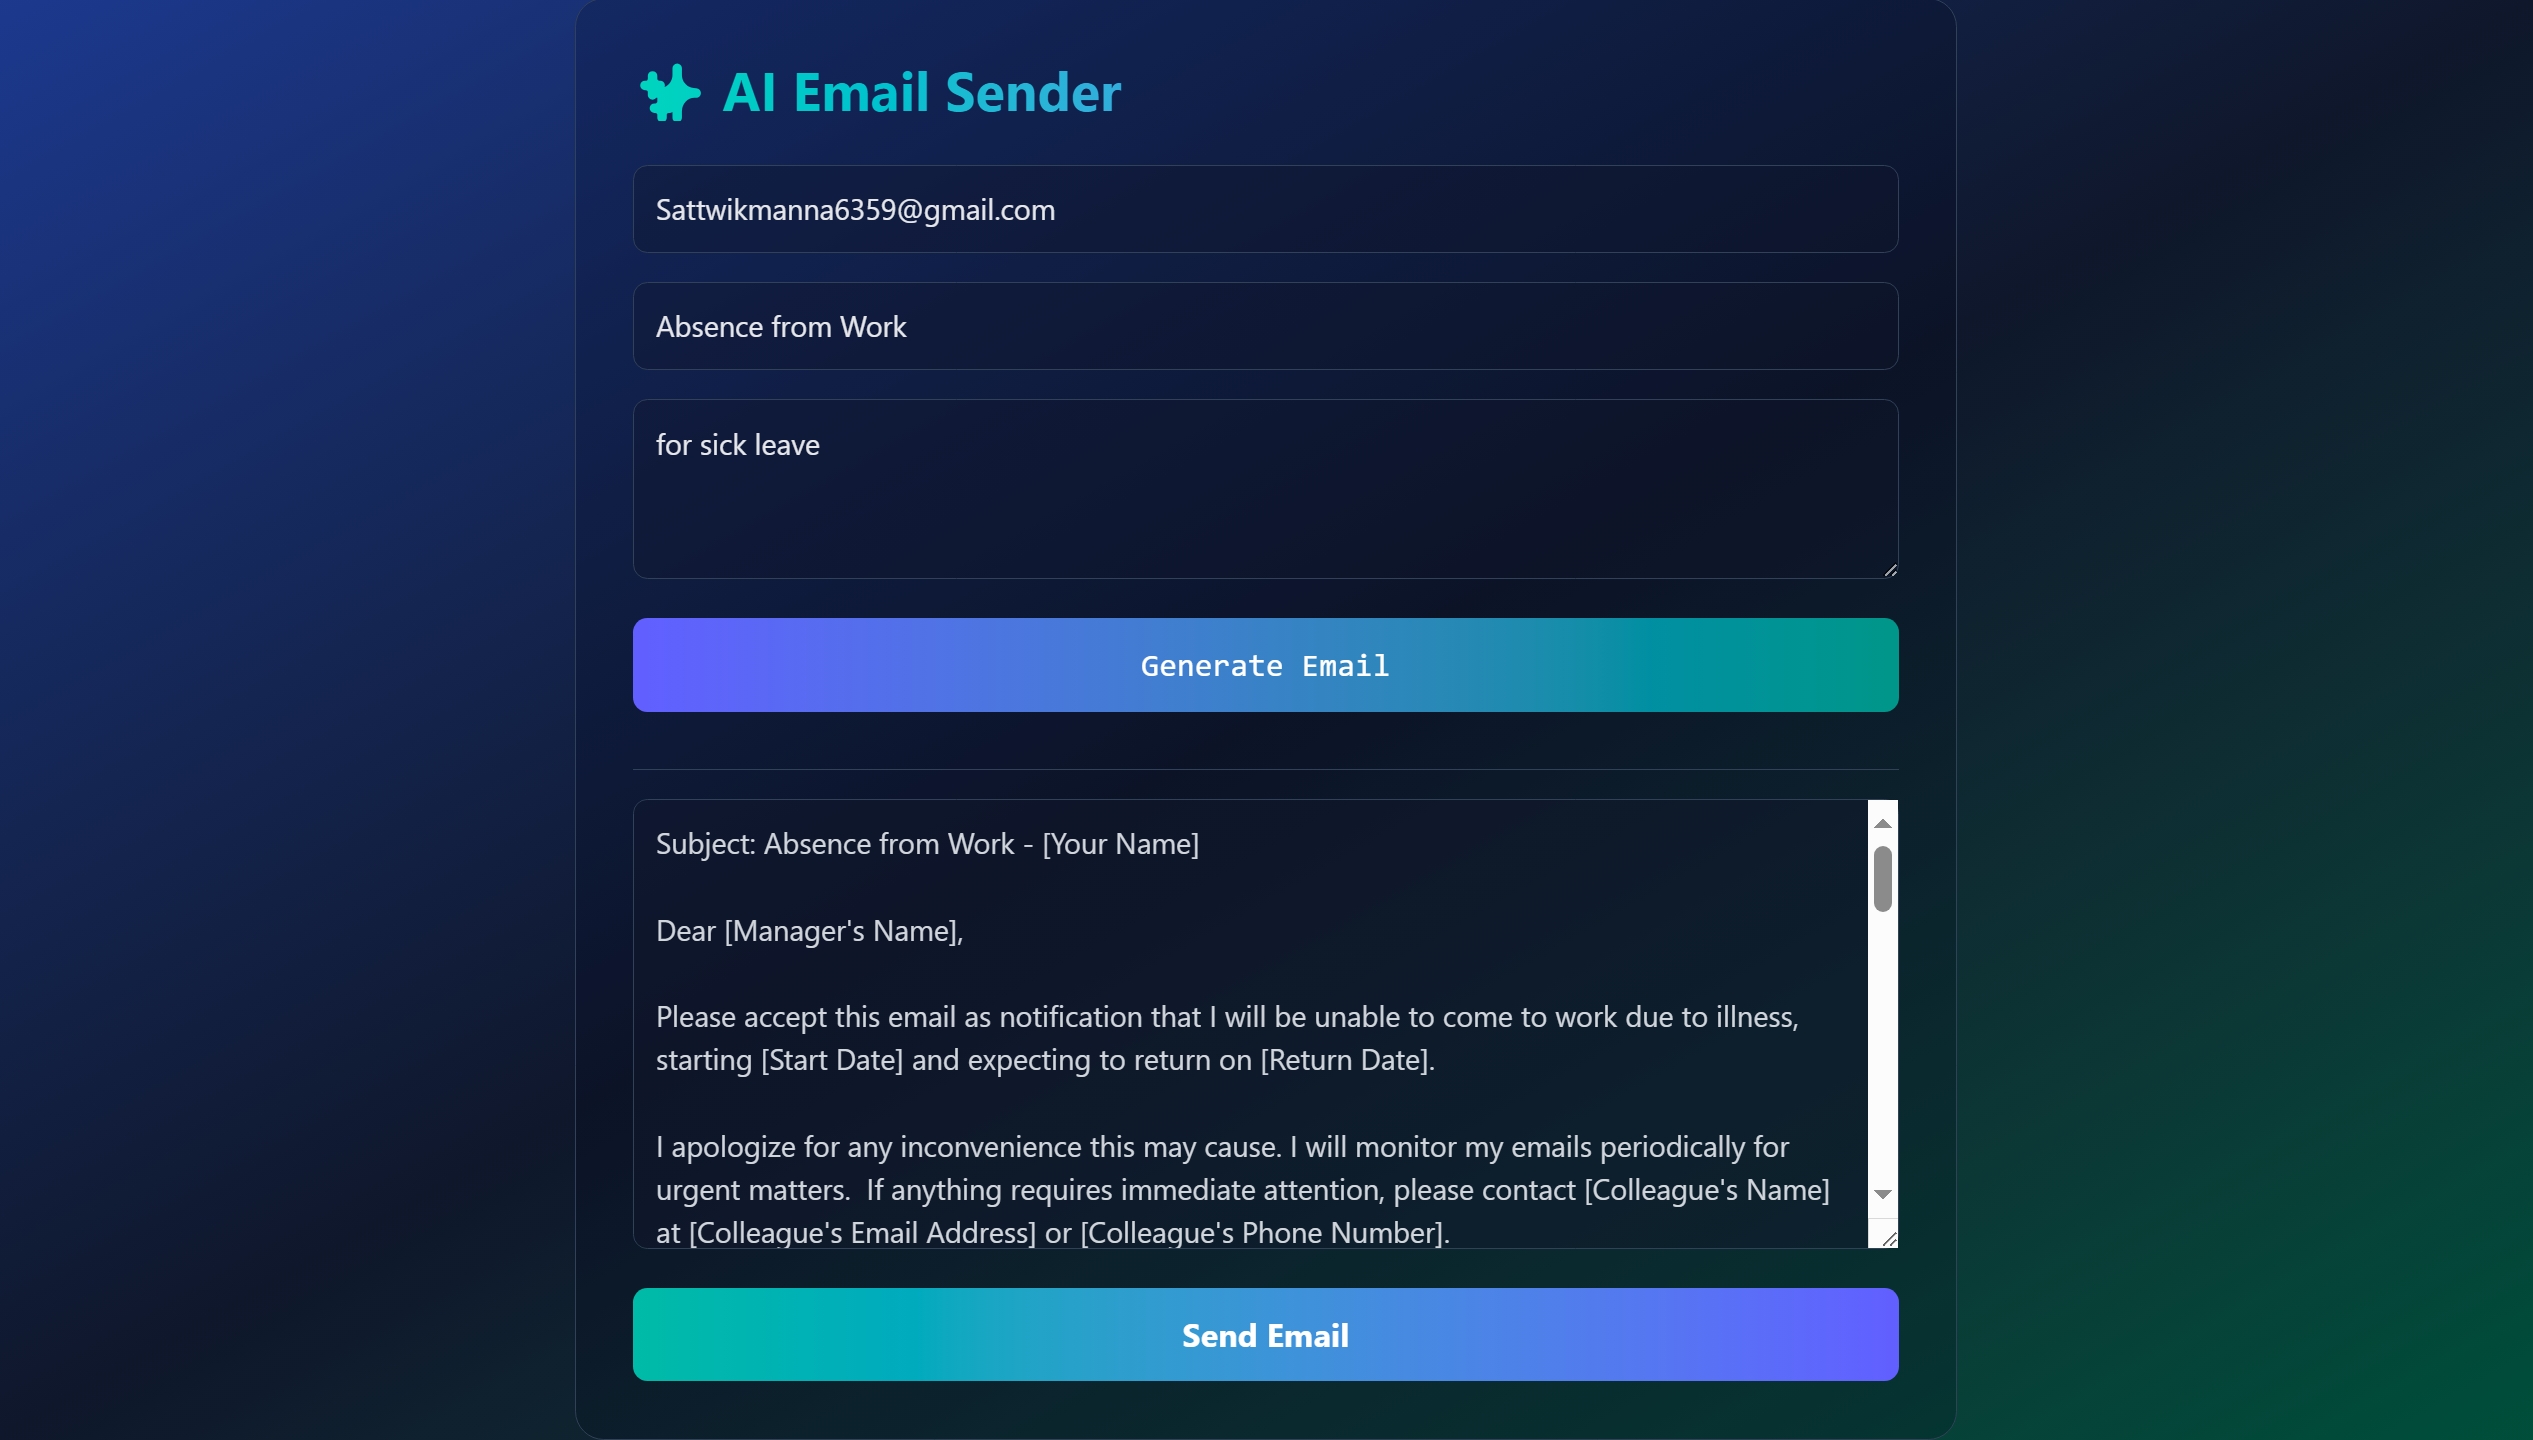 AI Email Sender
Sattwikmanna6359@gmail.com
Absence from Work
for sick leave
Generate Email
Subject: Absence from Work - [Your Name]
Dear [Manager's Name],
Please accept this email as notification that I will be unable to come to work due to illness,
starting [Start Date] and expecting to return on [Return Date].
I apologize for any inconvenience this may cause. I will monitor my emails periodically for
urgent matters.  If anything requires immediate attention, please contact [Colleague's Name]
at [Colleague's Email Address] or [Colleague's Phone Number].
Send Email